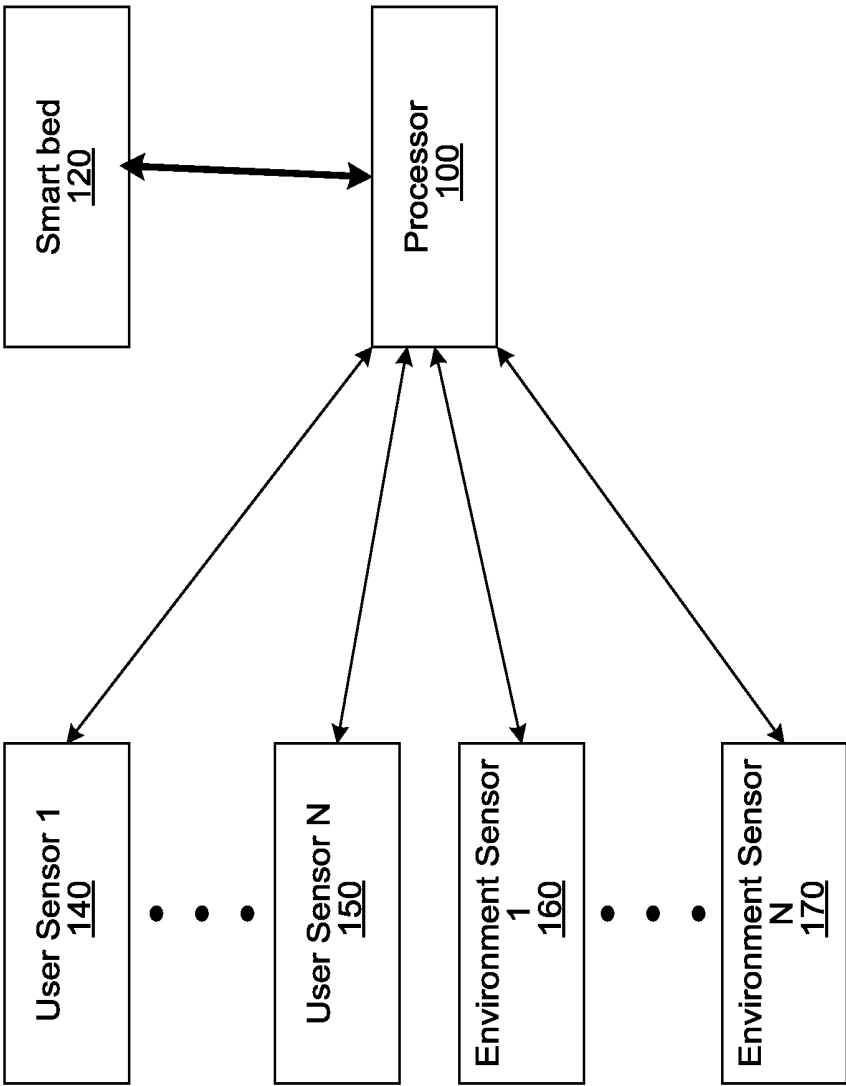 Smart bed
120
Processor
100
User Sensor 1
140
User Sensor N
150
Environment Sensor
1
160
Environment Sensor
N
170